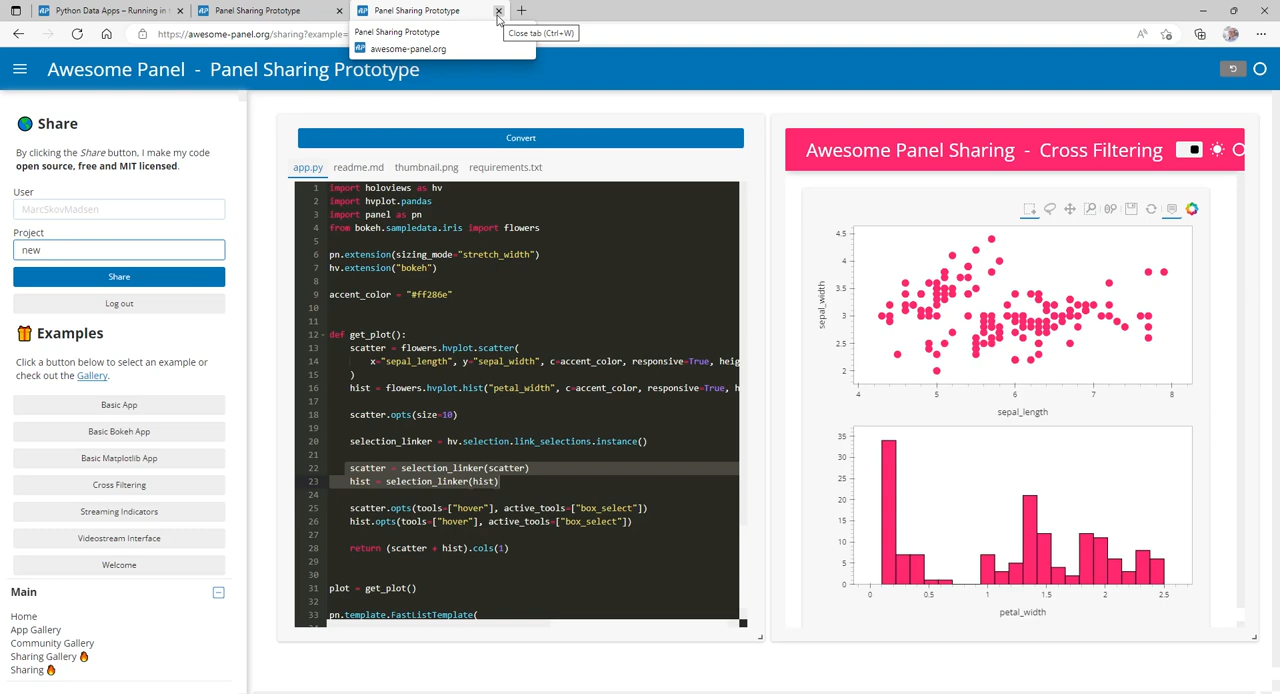 Python Data Apps – Running in
Panel Sharing Prototype
Panel Sharing Prototype
https://awesome-panel.org/sharing?example=
Panel Sharing Prototype
awesome-panel.org
Close tab (Ctrl+W)
Awesome Panel - Panel Sharing Prototype
Share
By clicking the Share button, I make my code
open source, free and MIT licensed.
User
MarcSkovMadsen
Project
new
Share
Log out
Examples
Click a button below to select an example or
check out the Gallery.
Basic App
Basic Bokeh App
Basic Matplotlib App
Cross Filtering
Streaming Indicators
Videostream Interface
Welcome
Main
Home
App Gallery
Community Gallery
Sharing Gallery
Sharing
Convert
app.py readme.md thumbnail.png requirements.txt
1 import holoviews as hv
2 import hvplot.pandas
3 import panel as pn
4 from bokeh.sampledata.iris import flowers
5
6 pn.extension(sizing_mode="stretch_width")
7 hv.extension("bokeh")
8
9 accent_color = "#ff286e"
10
11
12 def get_plot():
13 scatter = flowers.hvplot.scatter(
14 x="sepal_length", y="sepal_width", c=accent_color, responsive=True, heig
15 )
16 hist = flowers.hvplot.hist("petal_width", c=accent_color, responsive=True, h
17
18 scatter.opts(size=10)
19
20 selection_linker = hv.selection.link_selections.instance()
21
22 scatter = selection_linker(scatter)
23 hist = selection_linker(hist)
24
25 scatter.opts(tools=["hover"], active_tools=["box_select"])
26 hist.opts(tools=["hover"], active_tools=["box_select"])
27
28 return (scatter + hist).cols(1)
29
30
31 plot = get_plot()
32
33 pn.template.FastListTemplate(
Awesome Panel Sharing - Cross Filtering
4.5
4
3.5
3
2.5
2
sepal_width
4 5 6 7 8
sepal_length
35
30
25
20
15
10
5
0
0 0.5 1 1.5 2 2.5
petal_width